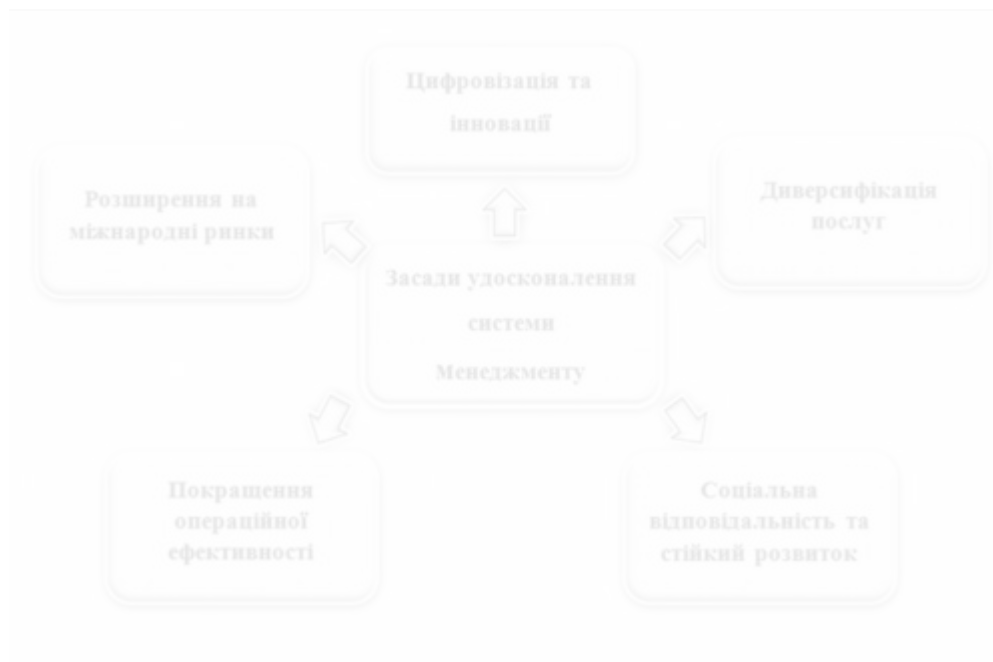 Цифровізація та
інновації
Розширення на
міжнародні ринки
Диверсифікація
послуг
Засади удосконалення
системи
Менеджменту
Покращення
операційної
ефективності
Соціальна
відповідальність та
стійкий розвиток